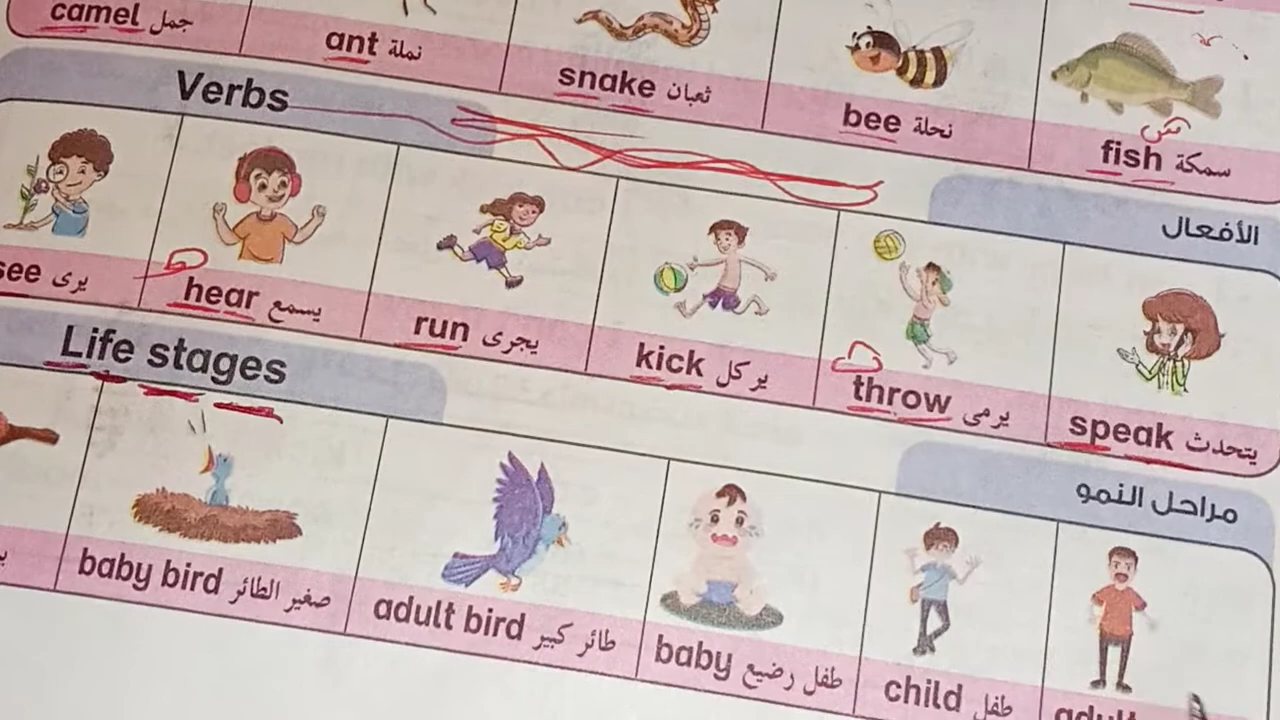 camel جمل
ant نملة
snake ثعبان
bee نحلة
fish سمكة
Verbs
الأفعال
see يرى
hear يسمع
run يجرى
kick يركل
throw يرمى
speak يتحدث
Life stages
مراحل النمو
baby bird صغير الطائر
adult bird طائر كبير
baby طفل رضيع
child طفل
adult